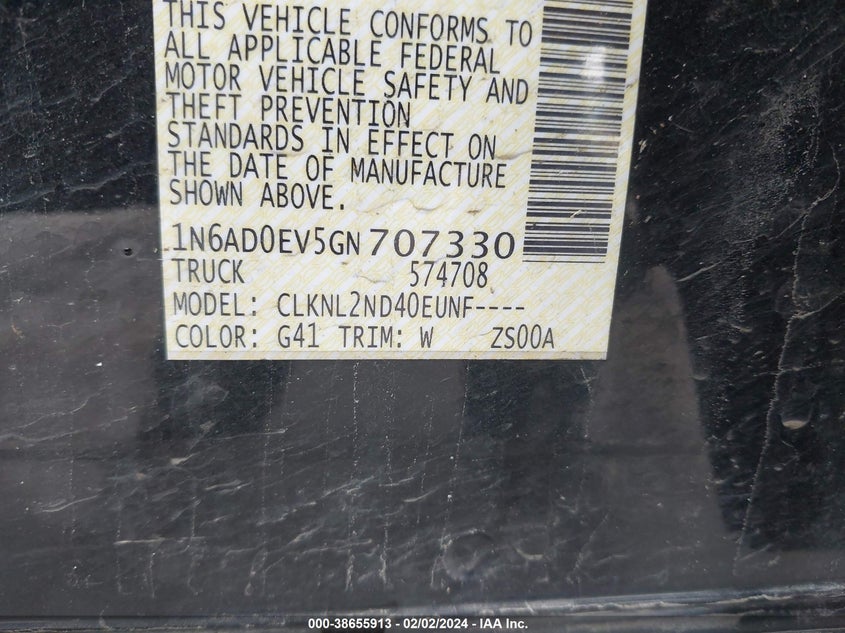 THIS VEHICLE CONFORMS TO
ALL APPLICABLE FEDERAL
MOTOR VEHICLE SAFETY AND
THEFT PREVENTION
STANDARDS IN EFFECT ON
THE DATE OF MANUFACTURE
SHOWN ABOVE.
1N6AD0EV5GN707330
TRUCK 574708
MODEL: CLKNL2ND40EUNF----
COLOR: G41 TRIM: W ZS00A
000-38655913 - 02/02/2024 - IAA Inc.